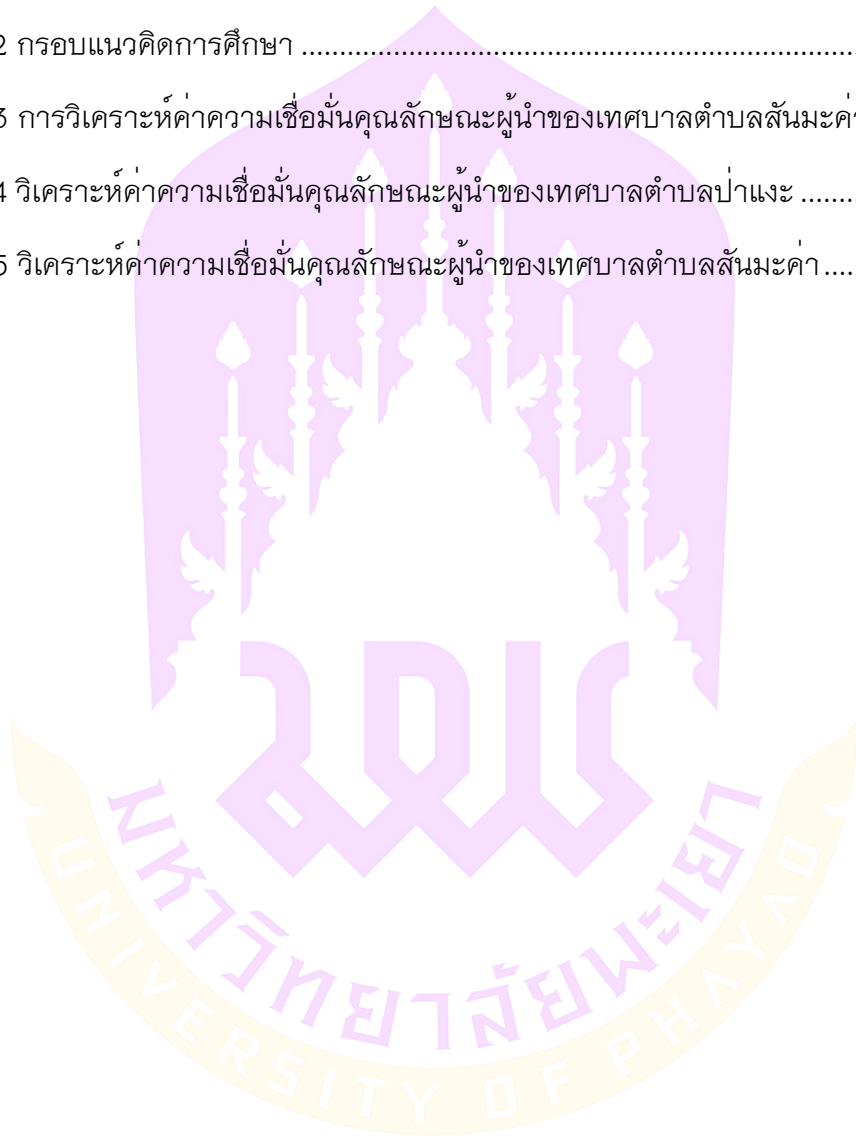 2 กรอบแนวคิดการศึกษา ............................................................................
3 การวิเคราะห์ค่าความเชื่อมั่นคุณลักษณะผู้นำของเทศบาลตำบลสันมะค่า
4 วิเคราะห์ค่าความเชื่อมั่นคุณลักษณะผู้นำของเทศบาลตำบลป่าแงะ ........
5 วิเคราะห์ค่าความเชื่อมั่นคุณลักษณะผู้นำของเทศบาลตำบลสันมะค่า ....
มหาวิทยาลัยพะเยา
UNIVERSITY OF PHAYAO